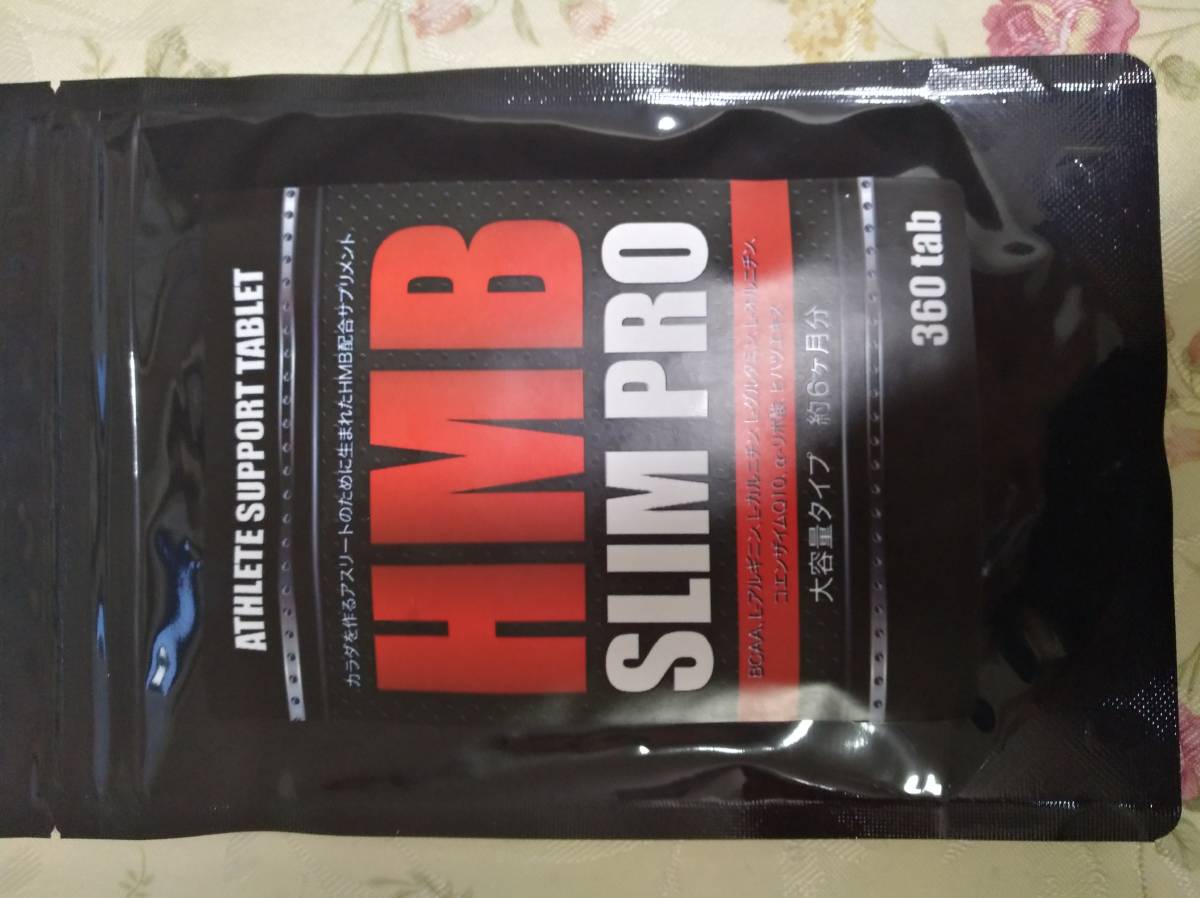 ATHLETE SUPPORT TABLET
カラダを作るアスリートのために生まれたHMB配合サプリメント
HMB
SLIM PRO
BCAA、L-アルギニン、L-カルニチン、L-グルタミン、L-オルニチン、
コエンザイムQ10、α-リポ酸、ヒハツエキス
大容量タイプ 約6ヶ月分
360 tab